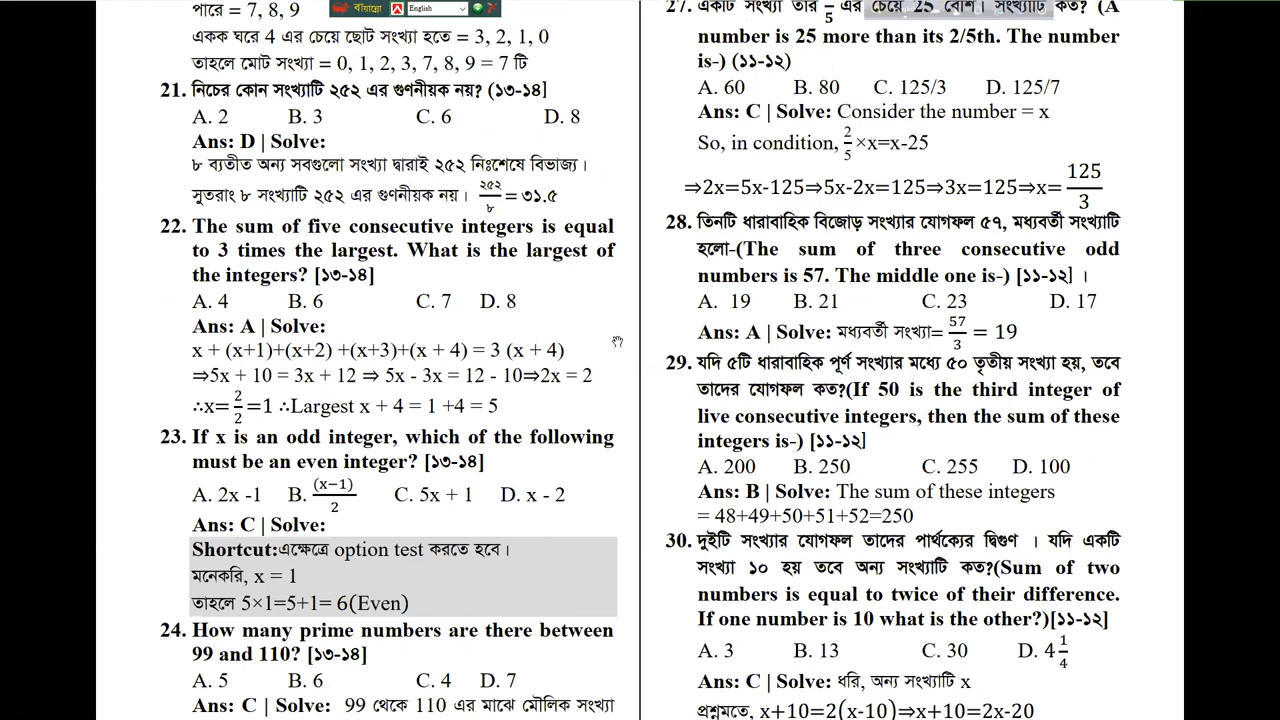 পারে = 7, 8, 9
বায়ান্নো
English
একক ঘরে 4 এর চেয়ে ছোট সংখ্যা হতে = 3, 2, 1, 0
তাহলে মোট সংখ্যা = 0, 1, 2, 3, 7, 8, 9 = 7 টি
21. নিচের কোন সংখ্যাটি ২৫২ এর গুণনীয়ক নয়? (১৩-১৪]
A. 2 B. 3 C. 6 D. 8
Ans: D | Solve:
৮ ব্যতীত অন্য সবগুলো সংখ্যা দ্বারাই ২৫২ নিঃশেষে বিভাজ্য।
সুতরাং ৮ সংখ্যাটি ২৫২ এর গুণনীয়ক নয়। ২৫২/৮ = ৩১.৫
22. The sum of five consecutive integers is equal
to 3 times the largest. What is the largest of
the integers? [১৩-১৪]
A. 4 B. 6 C. 7 D. 8
Ans: A | Solve:
x + (x+1)+(x+2) +(x+3)+(x + 4) = 3 (x + 4)
⇒5x + 10 = 3x + 12 ⇒ 5x - 3x = 12 - 10⇒2x = 2
∴x= 2/2 =1 ∴Largest x + 4 = 1 +4 = 5
23. If x is an odd integer, which of the following
must be an even integer? [১৩-১৪]
A. 2x -1 B. (x−1)/2 C. 5x + 1 D. x - 2
Ans: C | Solve:
Shortcut:এক্ষেত্রে option test করতে হবে।
মনেকরি, x = 1
তাহলে 5×1=5+1= 6(Even)
24. How many prime numbers are there between
99 and 110? [১৩-১৪]
A. 5 B. 6 C. 4 D. 7
Ans: C | Solve: 99 থেকে 110 এর মাঝে মৌলিক সংখ্যা
27. একটি সংখ্যা তার /5 এর চেয়ে 25 বেশি। সংখ্যাটি কত? (A
number is 25 more than its 2/5th. The number
is-) (১১-১২)
A. 60 B. 80 C. 125/3 D. 125/7
Ans: C | Solve: Consider the number = x
So, in condition, 2/5 ×x=x-25
⇒2x=5x-125⇒5x-2x=125⇒3x=125⇒x= 125/3
28. তিনটি ধারাবাহিক বিজোড় সংখ্যার যোগফল ৫৭, মধ্যবর্তী সংখ্যাটি
হলো-(The sum of three consecutive odd
numbers is 57. The middle one is-) [১১-১২] ।
A. 19 B. 21 C. 23 D. 17
Ans: A | Solve: মধ্যবর্তী সংখ্যা= 57/3 = 19
29. যদি ৫টি ধারাবাহিক পূর্ণ সংখ্যার মধ্যে ৫০ তৃতীয় সংখ্যা হয়, তবে
তাদের যোগফল কত?(If 50 is the third integer of
live consecutive integers, then the sum of these
integers is-) [১১-১২]
A. 200 B. 250 C. 255 D. 100
Ans: B | Solve: The sum of these integers
= 48+49+50+51+52=250
30. দুইটি সংখ্যার যোগফল তাদের পার্থক্যের দ্বিগুণ । যদি একটি
সংখ্যা ১০ হয় তবে অন্য সংখ্যাটি কত?(Sum of two
numbers is equal to twice of their difference.
If one number is 10 what is the other?)[১১-১২]
A. 3 B. 13 C. 30 D. 4 1/4
Ans: C | Solve: ধরি, অন্য সংখ্যাটি x
প্রশ্নমতে, x+10=2(x-10)⇒x+10=2x-20